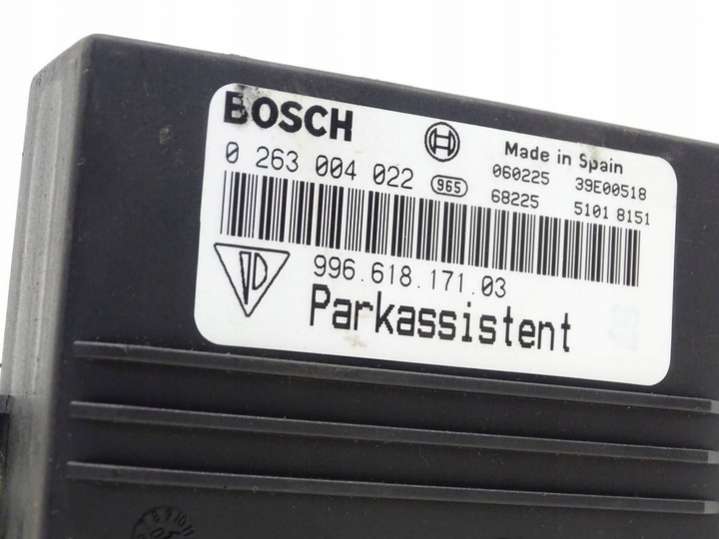 BOSCH
Made in Spain
0 263 004 022
965
060225 39E00518
68225 5101 8151
996.618.171.03
Parkassistent